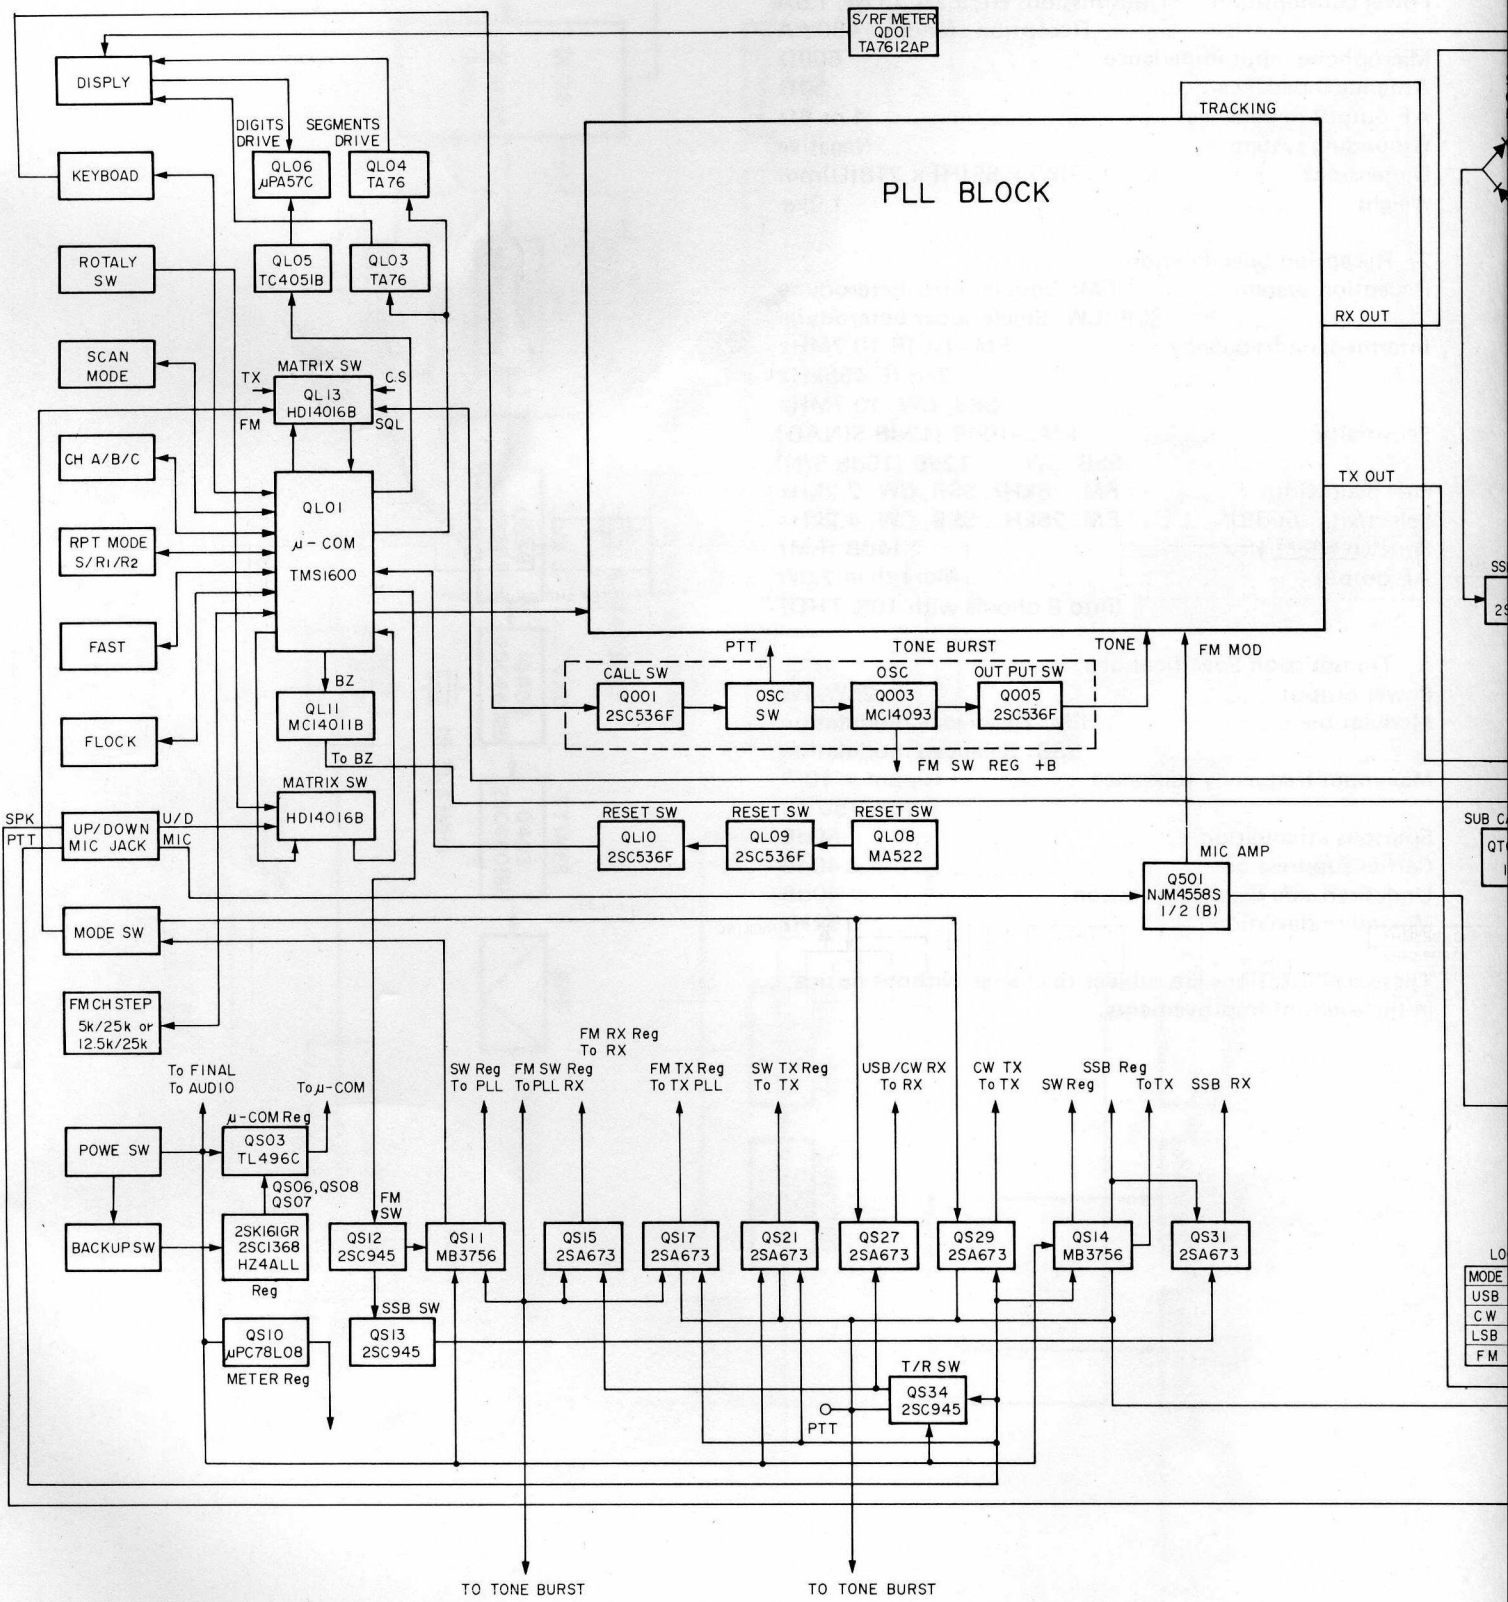 S/RF METER
QD01
TA7612AP
DISPLY
TRACKING
DIGITS
DRIVE
SEGMENTS
DRIVE
QL06
μPA57C
QL04
TA76
KEYBOAD
PLL BLOCK
ROTALY
SW
QL05
TC4051B
QL03
TA76
RX OUT
SCAN
MODE
MATRIX SW
TX
C.S
QL13
HD14016B
FM
SQL
CH A/B/C
TX OUT
QL01
μ-COM
TMS1600
RPT MODE
S/R1/R2
FAST
PTT
TONE BURST
TONE
FM MOD
CALL SW
Q001
2SC536F
OSC
SW
OSC
Q003
MC14093
OUT PUT SW
Q005
2SC536F
BZ
QL11
MC14011B
FLOCK
To BZ
FM SW REG +B
MATRIX SW
HD14016B
SPK
PTT
UP/DOWN
MIC JACK
U/D
MIC
RESET SW
QL10
2SC536F
RESET SW
QL09
2SC536F
RESET SW
QL08
MA522
SUB CA
MIC AMP
Q501
NJM4558S
1/2 (B)
MODE SW
FM CH STEP
5k/25k or
12.5k/25k
To FINAL
To AUDIO
To μ-COM
SW Reg
To PLL
FM SW Reg
To PLL RX
FM RX Reg
To RX
FM TX Reg
To TX PLL
SW TX Reg
To TX
USB/CW RX
To RX
CW TX
To TX
SSB Reg
SW Reg
To TX
SSB RX
μ-COM Reg
POWE SW
QS03
TL496C
QS06,QS08
QS07
BACKUP SW
2SK161GR
2SC1368
HZ4ALL
Reg
FM
SW
QS12
2SC945
QS11
MB3756
QS15
2SA673
QS17
2SA673
QS21
2SA673
QS27
2SA673
QS29
2SA673
QS14
MB3756
QS31
2SA673
SSB SW
QS13
2SC945
QS10
μPC78L08
METER Reg
T/R SW
QS34
2SC945
PTT
LO
MODE
USB
CW
LSB
FM
TO TONE BURST
TO TONE BURST